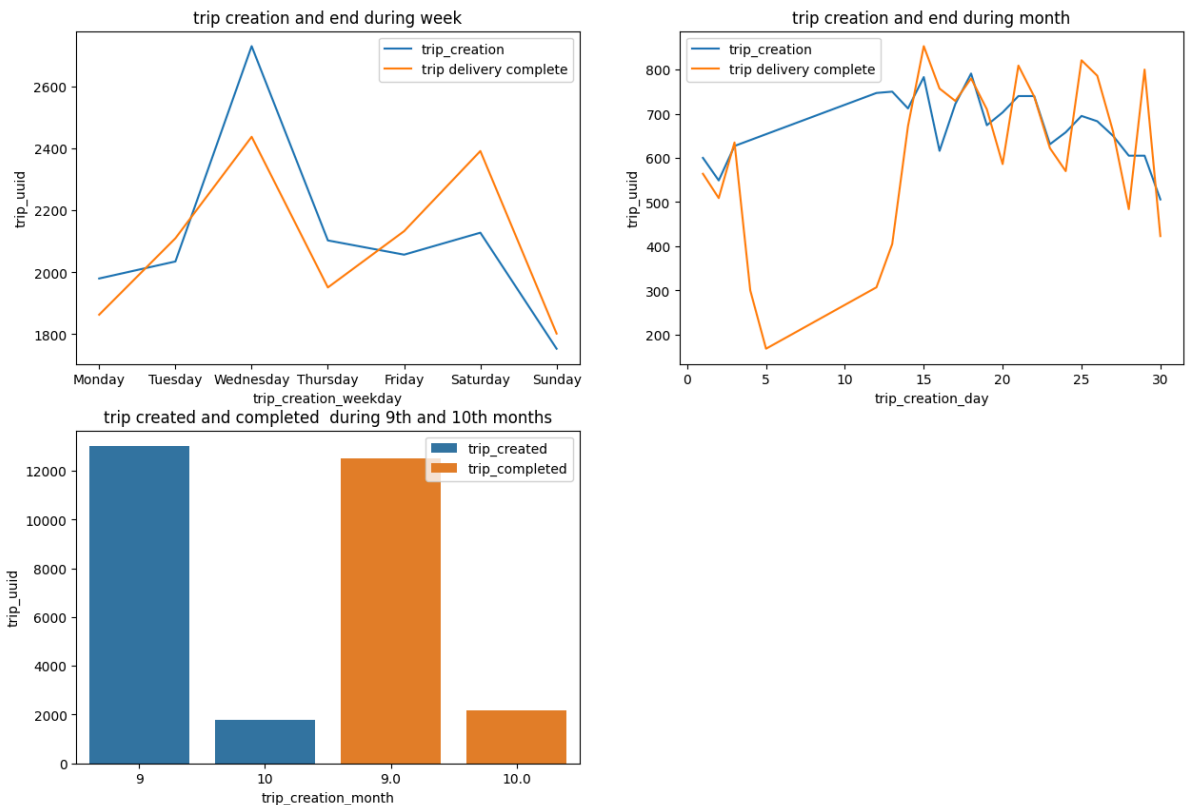 trip creation and end during week
trip_creation
trip delivery complete
trip_uuid
2600
2400
2200
2000
1800
Monday Tuesday Wednesday Thursday Friday Saturday Sunday
trip_creation_weekday
trip creation and end during month
trip_creation
trip delivery complete
trip_uuid
800
700
600
500
400
300
200
0 5 10 15 20 25 30
trip_creation_day
trip created and completed  during 9th and 10th months
trip_created
trip_completed
trip_uuid
12000
10000
8000
6000
4000
2000
0
9 10 9.0 10.0
trip_creation_month